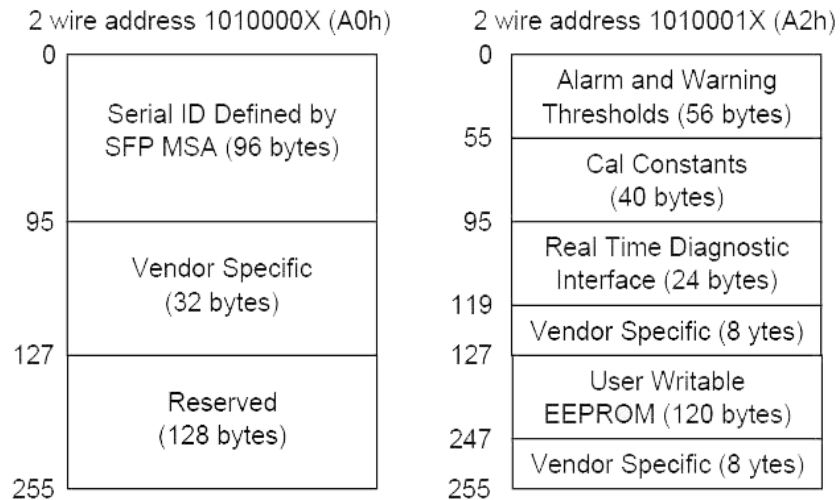 2 wire address 1010000X (A0h)
0
Serial ID Defined by
SFP MSA (96 bytes)
95
Vendor Specific
(32 bytes)
127
Reserved
(128 bytes)
255
2 wire address 1010001X (A2h)
0
Alarm and Warning
Thresholds (56 bytes)
55
Cal Constants
(40 bytes)
95
Real Time Diagnostic
Interface (24 bytes)
119
Vendor Specific (8 ytes)
127
User Writable
EEPROM (120 bytes)
247
Vendor Specific (8 ytes)
255